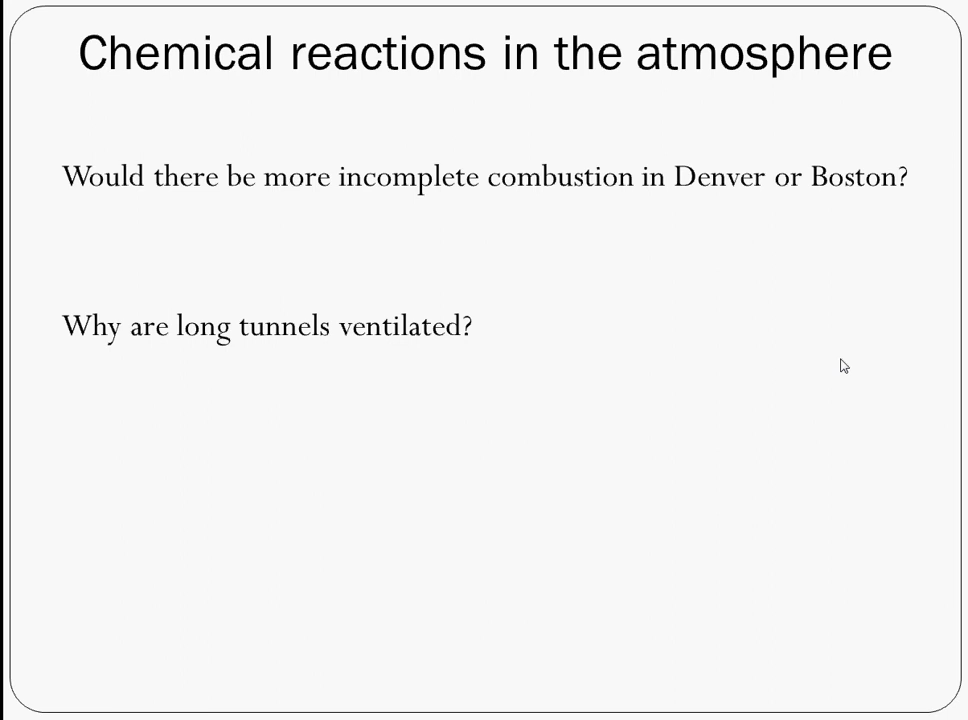 Chemical reactions in the atmosphere
Would there be more incomplete combustion in Denver or Boston?
Why are long tunnels ventilated?